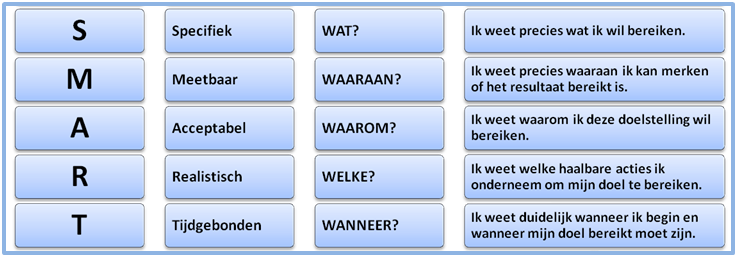 S Specifiek WAT? Ik weet precies wat ik wil bereiken.
M Meetbaar WAARAAN? Ik weet precies waaraan ik kan merken
of het resultaat bereikt is.
A Acceptabel WAAROM? Ik weet waarom ik deze doelstelling wil
bereiken.
R Realistisch WELKE? Ik weet welke haalbare acties ik
onderneem om mijn doel te bereiken.
T Tijdgebonden WANNEER? Ik weet duidelijk wanneer ik begin en
wanneer mijn doel bereikt moet zijn.